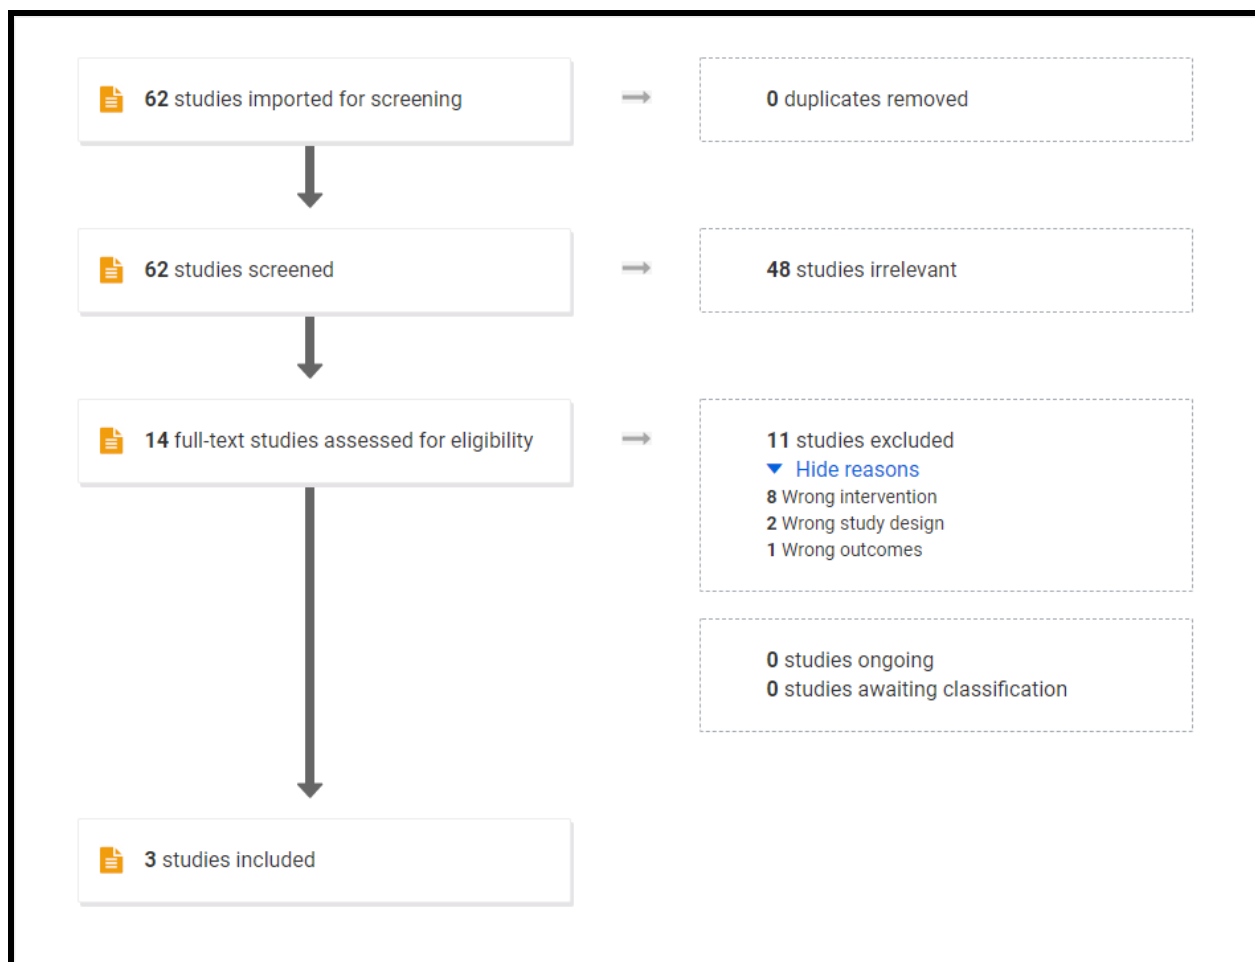 62 studies imported for screening
0 duplicates removed
62 studies screened
48 studies irrelevant
14 full-text studies assessed for eligibility
11 studies excluded
Hide reasons
8 Wrong intervention
2 Wrong study design
1 Wrong outcomes
0 studies ongoing
0 studies awaiting classification
3 studies included